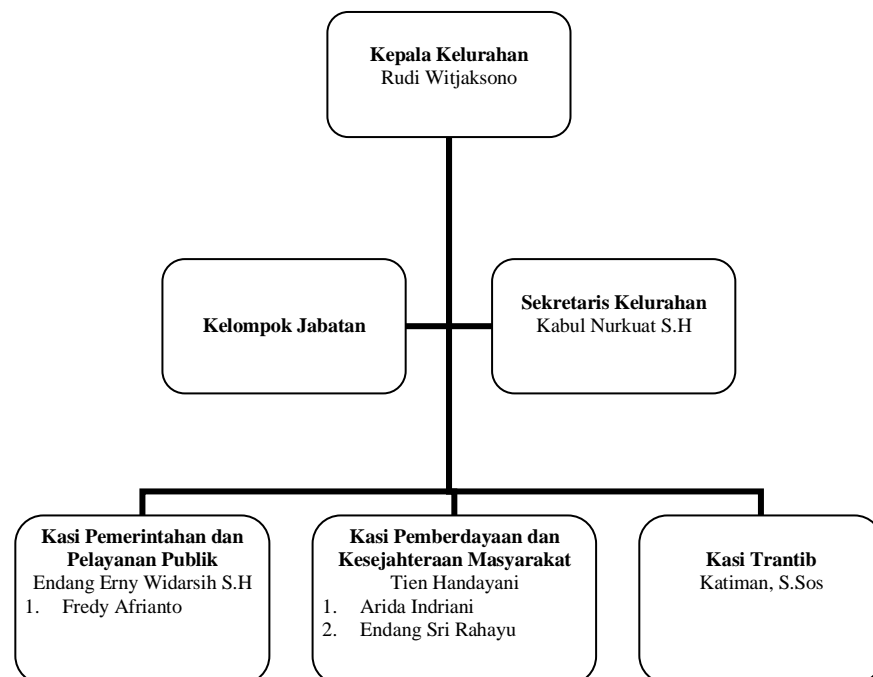 Kepala Kelurahan
Rudi Witjaksono
Kelompok Jabatan
Sekretaris Kelurahan
Kabul Nurkuat S.H
Kasi Pemerintahan dan
Pelayanan Publik
Endang Erny Widarsih S.H
1. Fredy Afrianto
Kasi Pemberdayaan dan
Kesejahteraan Masyarakat
Tien Handayani
1. Arida Indriani
2. Endang Sri Rahayu
Kasi Trantib
Katiman, S.Sos